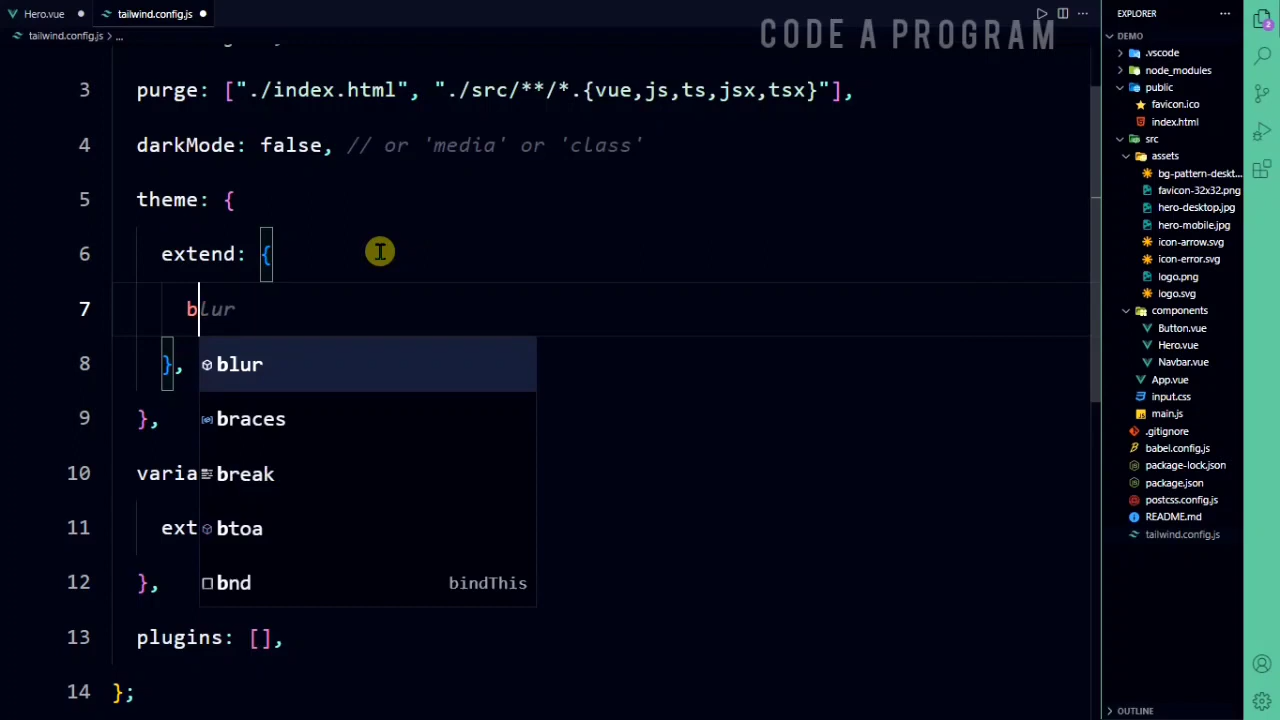 Hero.vue
tailwind.config.js
tailwind.config.js > ...
CODE A PROGRAM
3 purge: ["./index.html", "./src/**/*.{vue,js,ts,jsx,tsx}"],
4 darkMode: false, // or 'media' or 'class'
5 theme: {
6 extend: {
7 blur
8 },
blur
braces
break
btoa
bnd bindThis
9 },
10 varia
11 ext
12 },
13 plugins: [],
14 };
EXPLORER ...
DEMO
.vscode
node_modules
public
favicon.ico
index.html
src
assets
bg-pattern-deskt...
favicon-32x32.png
hero-desktop.jpg
hero-mobile.jpg
icon-arrow.svg
icon-error.svg
logo.png
logo.svg
components
Button.vue
Hero.vue
Navbar.vue
App.vue
input.css
main.js
.gitignore
babel.config.js
package-lock.json
package.json
postcss.config.js
README.md
tailwind.config.js
OUTLINE
2